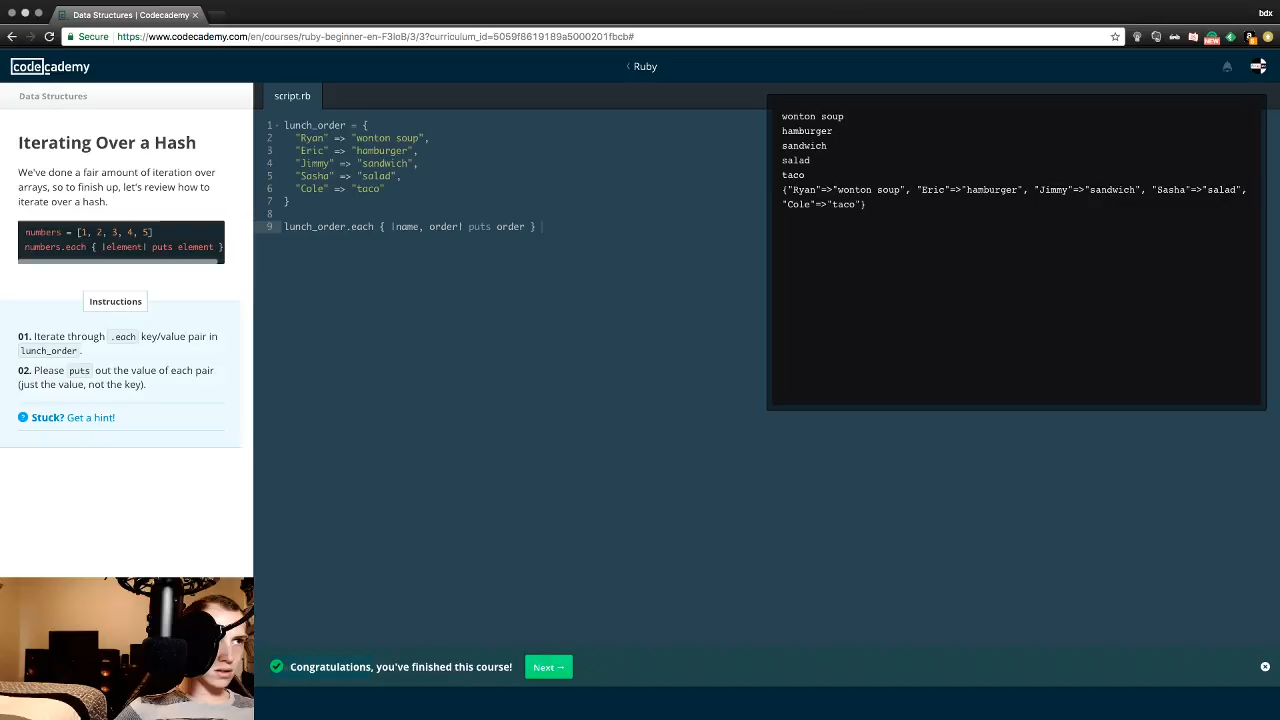 Data Structures | Codecademy
bdx
Secure
https://www.codecademy.com/en/courses/ruby-beginner-en-F3loB/3/3?curriculum_id=5059f8619189a5000201fbcb#
codecademy
Ruby
Data Structures
Iterating Over a Hash
We've done a fair amount of iteration over
arrays, so to finish up, let's review how to
iterate over a hash.
numbers = [1, 2, 3, 4, 5]
numbers.each { |element| puts element }
Instructions
01. Iterate through .each key/value pair in
lunch_order.
02. Please puts out the value of each pair
(just the value, not the key).
Stuck? Get a hint!
script.rb
1 lunch_order = {
2 "Ryan" => "wonton soup",
3 "Eric" => "hamburger",
4 "Jimmy" => "sandwich",
5 "Sasha" => "salad",
6 "Cole" => "taco"
7 }
8
9 lunch_order.each { |name, order| puts order }
wonton soup
hamburger
sandwich
salad
taco
{"Ryan"=>"wonton soup", "Eric"=>"hamburger", "Jimmy"=>"sandwich", "Sasha"=>"salad",
"Cole"=>"taco"}
Congratulations, you've finished this course!
Next →